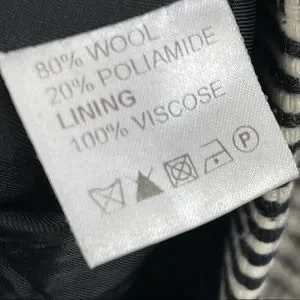 80% WOOL
20% POLIAMIDE
LINING
100% VISCOSE
P